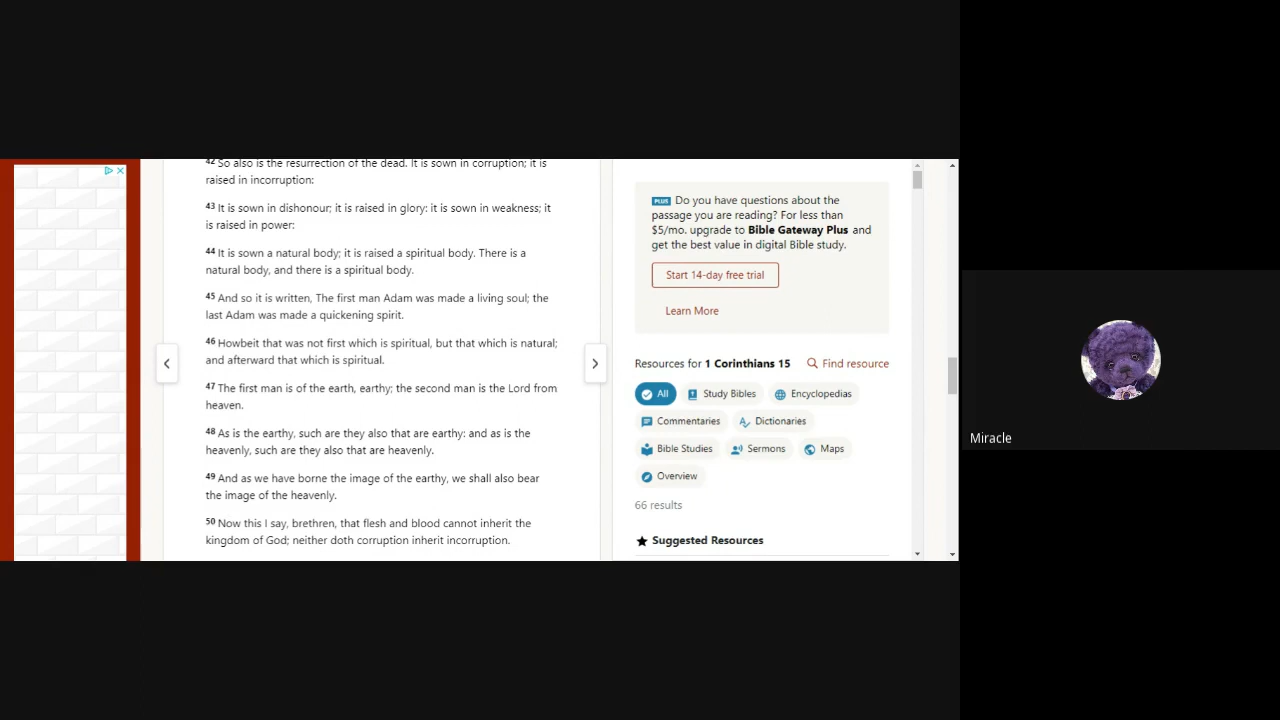 42 So also is the resurrection of the dead. It is sown in corruption; it is
raised in incorruption:
43 It is sown in dishonour; it is raised in glory: it is sown in weakness; it
is raised in power:
44 It is sown a natural body; it is raised a spiritual body. There is a
natural body, and there is a spiritual body.
45 And so it is written, The first man Adam was made a living soul; the
last Adam was made a quickening spirit.
46 Howbeit that was not first which is spiritual, but that which is natural;
and afterward that which is spiritual.
47 The first man is of the earth, earthy; the second man is the Lord from
heaven.
48 As is the earthy, such are they also that are earthy: and as is the
heavenly, such are they also that are heavenly.
49 And as we have borne the image of the earthy, we shall also bear
the image of the heavenly.
50 Now this I say, brethren, that flesh and blood cannot inherit the
kingdom of God; neither doth corruption inherit incorruption.
PLUS Do you have questions about the
passage you are reading? For less than
$5/mo. upgrade to Bible Gateway Plus and
get the best value in digital Bible study.
Start 14-day free trial
Learn More
Resources for 1 Corinthians 15 Find resource
All Study Bibles Encyclopedias
Commentaries Dictionaries
Bible Studies Sermons Maps
Overview
66 results
Suggested Resources
Miracle